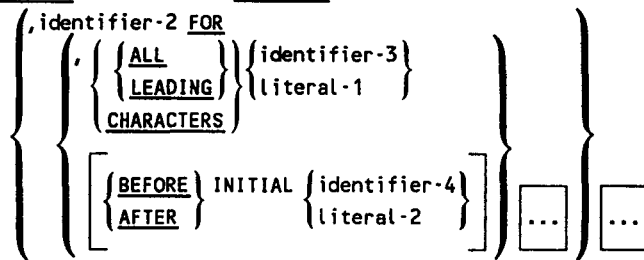 ,identifier-2 FOR
, ALL identifier-3
LEADING literal-1
CHARACTERS
BEFORE INITIAL identifier-4
AFTER literal-2
... ...